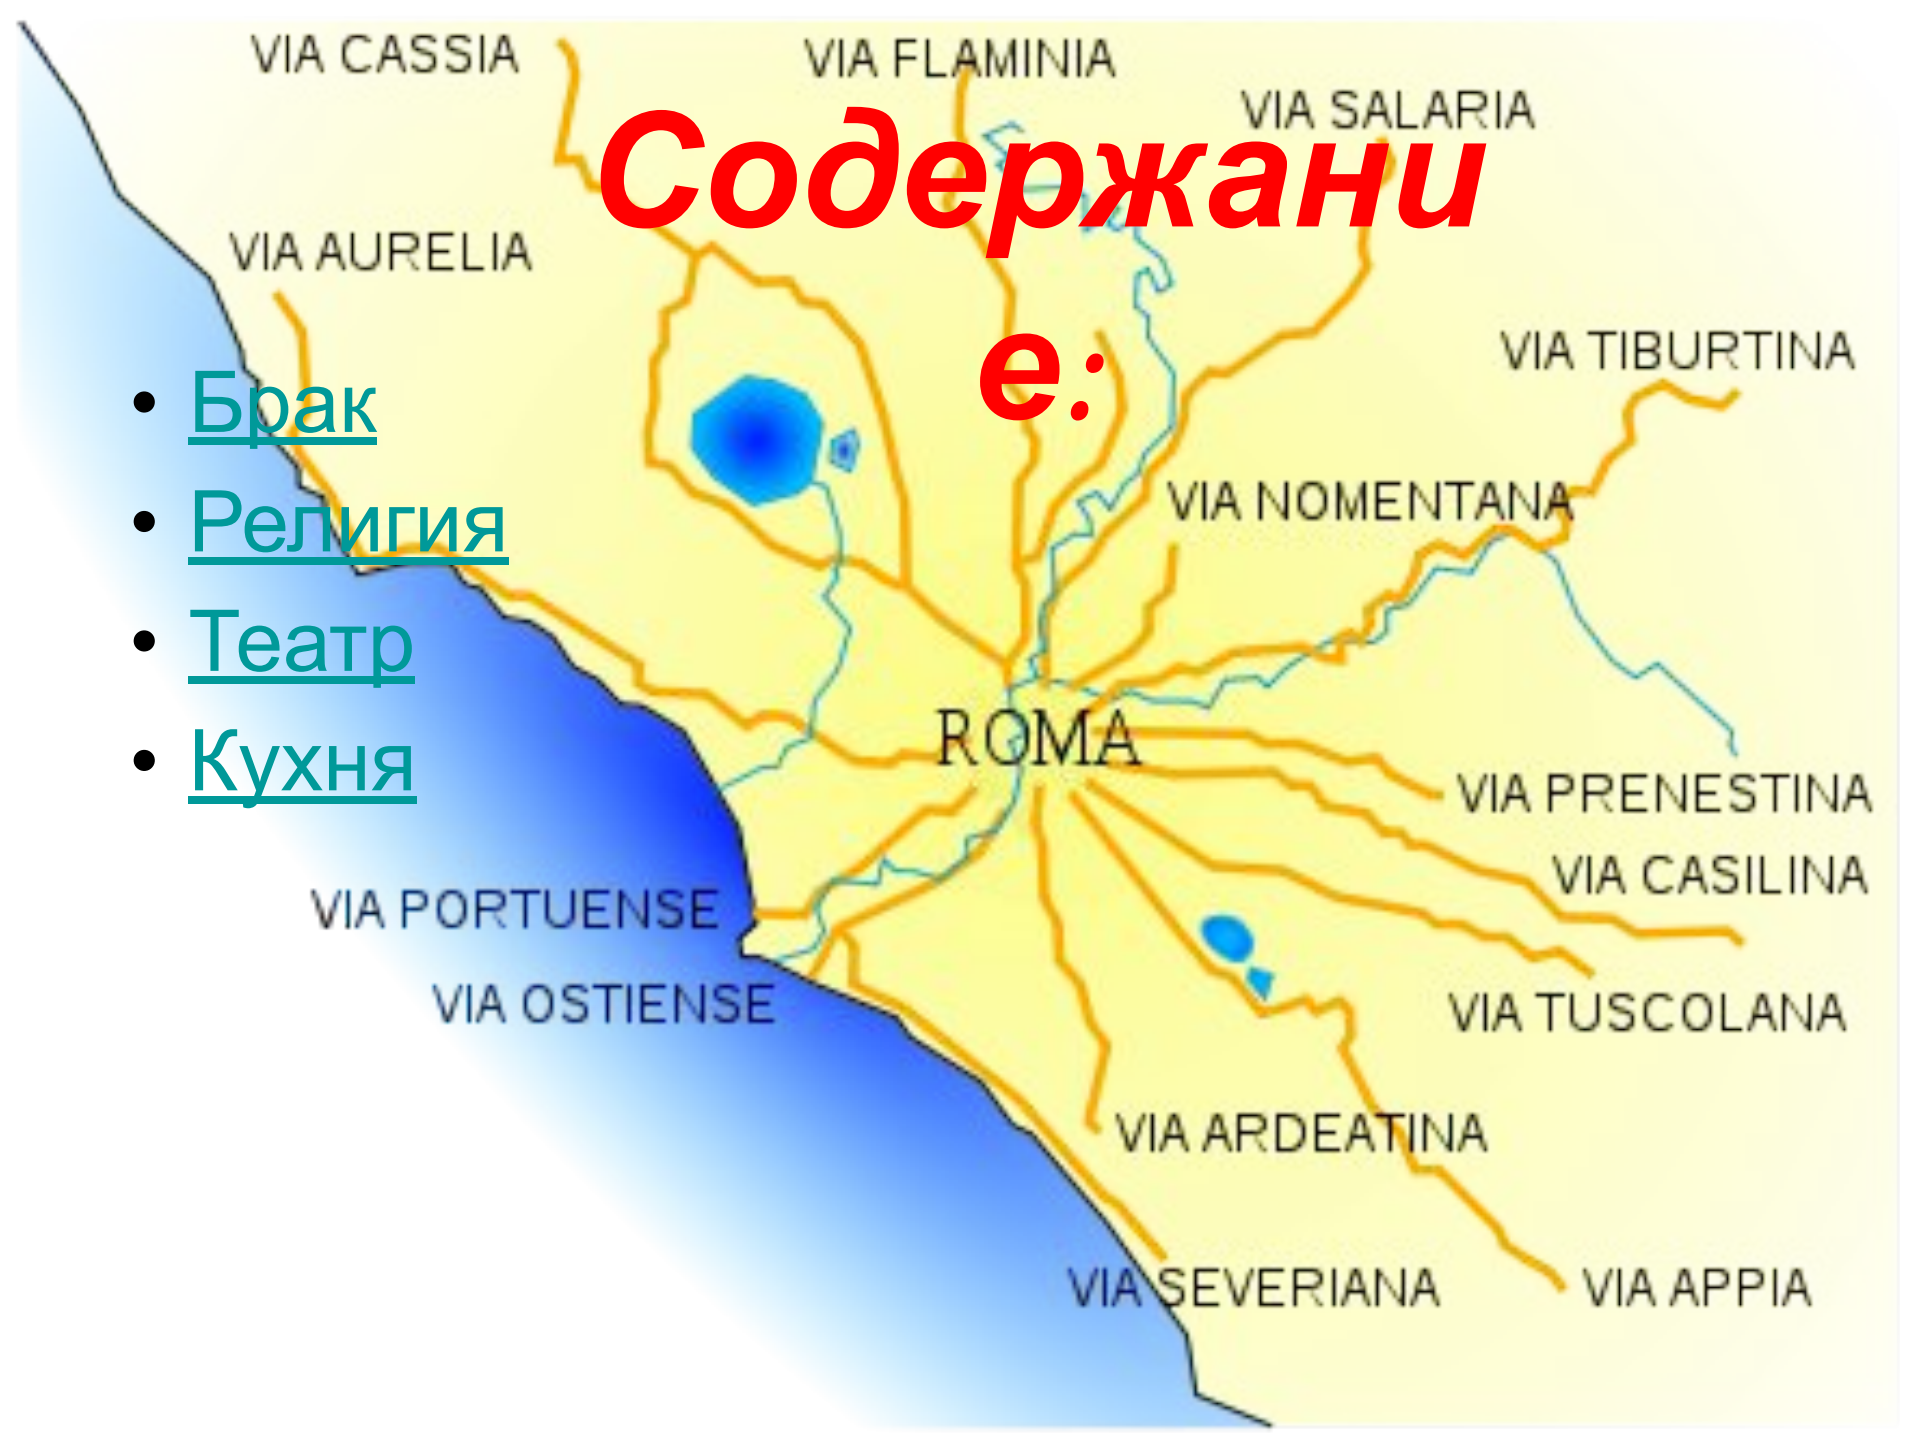 VIA CASSIA
VIA FLAMINIA
VIA SALARIA
Содержани
е:
VIA AURELIA
VIA TIBURTINA
• Брак
• Религия
• Театр
• Кухня
VIA NOMENTANA
ROMA
VIA PRENESTINA
VIA CASILINA
VIA PORTUENSE
VIA OSTIENSE
VIA TUSCOLANA
VIA ARDEATINA
VIA SEVERIANA
VIA APPIA